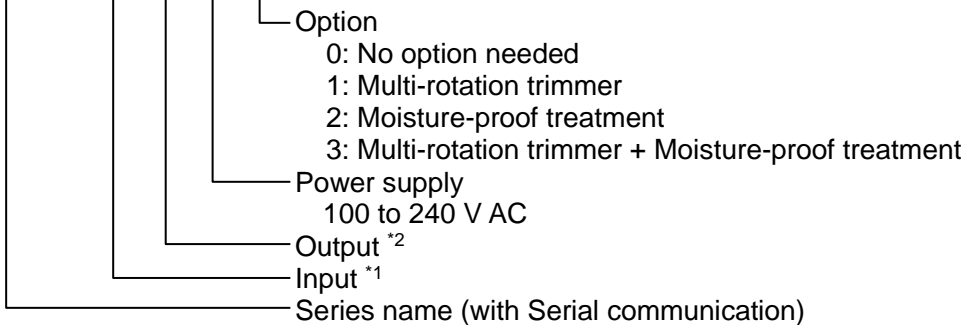 Option
0: No option needed
1: Multi-rotation trimmer
2: Moisture-proof treatment
3: Multi-rotation trimmer + Moisture-proof treatment
Power supply
100 to 240 V AC
Output *2
Input *1
Series name (with Serial communication)